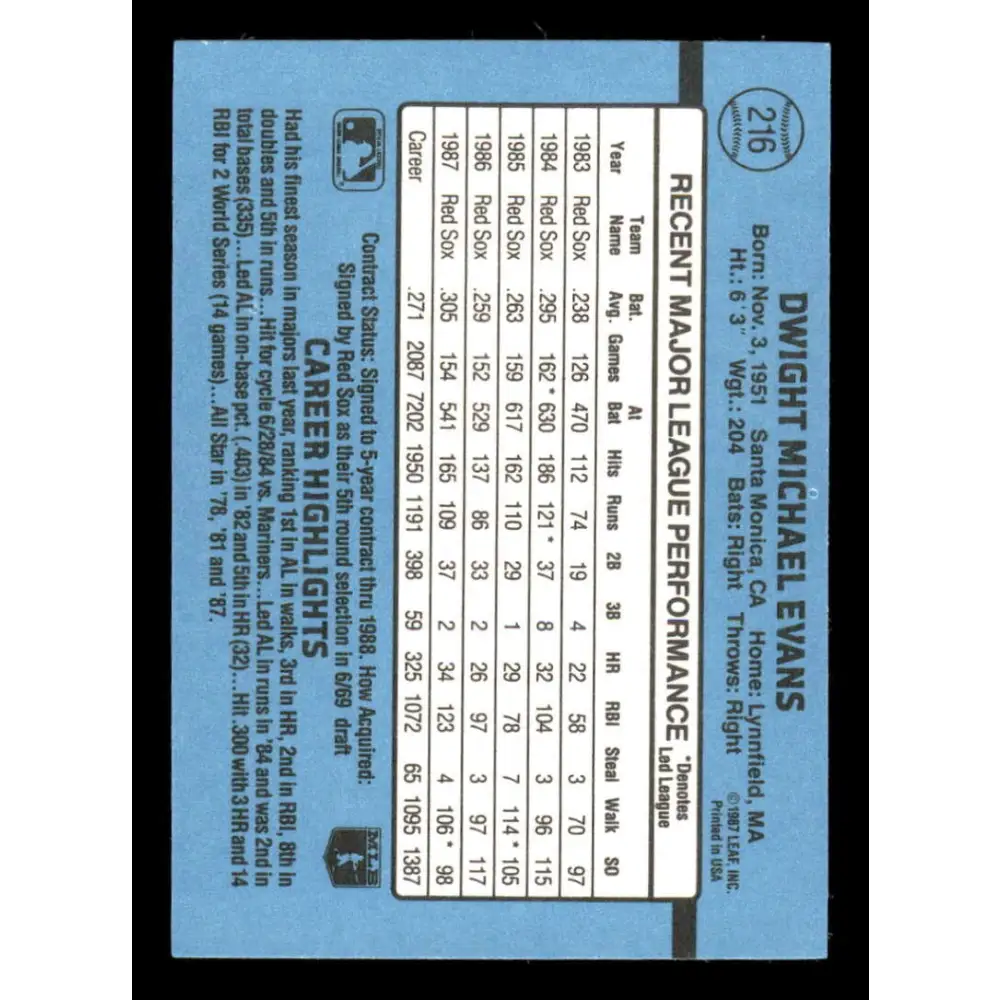 216
DWIGHT MICHAEL EVANS
Born: Nov. 3, 1951 Santa Monica, CA Home: Lynnfield, MA
Ht.: 6'3" Wgt.: 204 Bats: Right Throws: Right
©1987 LEAF, INC.
Printed in USA
RECENT MAJOR LEAGUE PERFORMANCE *Denotes
Led League
Team Bat. At
Year Name Avg. Games Bat Hits Runs 2B 3B HR RBI Steal Walk SO
1983 Red Sox .238 126 470 112 74 19 4 22 58 3 70 97
1984 Red Sox .295 162* 630 186 121* 37 8 32 104 3 96 115
1985 Red Sox .263 159 617 162 110 29 1 29 78 7 114* 105
1986 Red Sox .259 152 529 137 86 33 2 26 97 3 97 117
1987 Red Sox .305 154 541 165 109 37 2 34 123 4 106* 98
Career .271 2087 7202 1950 1191 398 59 325 1072 65 1095 1387
Contract Status: Signed to 5-year contract thru 1988. How Acquired:
Signed by Red Sox as their 5th round selection in 6/69 draft
MLB
CAREER HIGHLIGHTS
Had his finest season in majors last year, ranking 1st in AL in walks, 3rd in HR, 2nd in RBI, 8th in
doubles and 5th in runs...Hit for cycle 6/28/84 vs. Mariners...Led AL in runs in '84 and was 2nd in
total bases (335)...Led AL in on-base pct. (.403) in '82 and 5th in HR (32)...Hit .300 with 3 HR and 14
RBI for 2 World Series (14 games)...All Star in '78, '81 and '87.